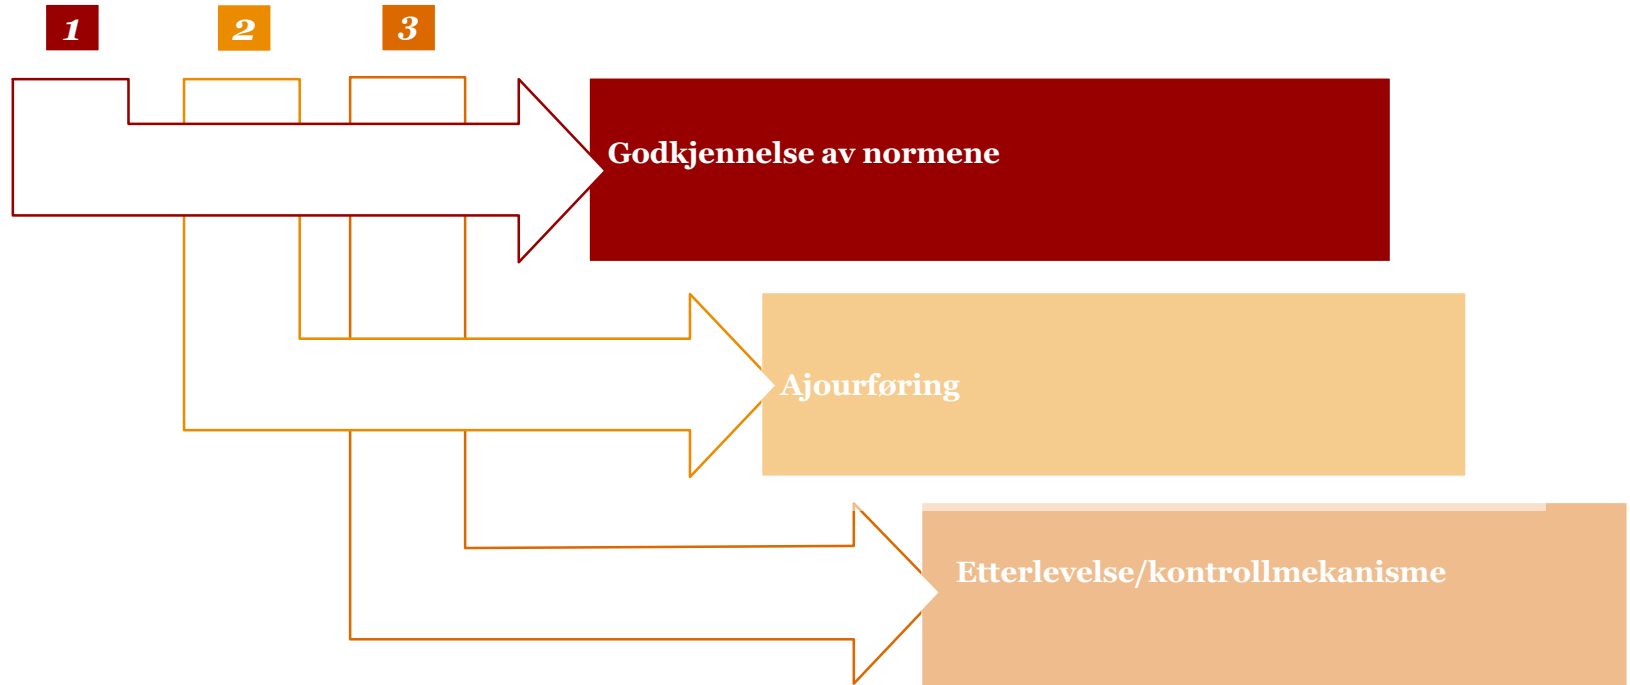 1
2
3
Godkjennelse av normene
Ajourføring
Etterlevelse/kontrollmekanisme